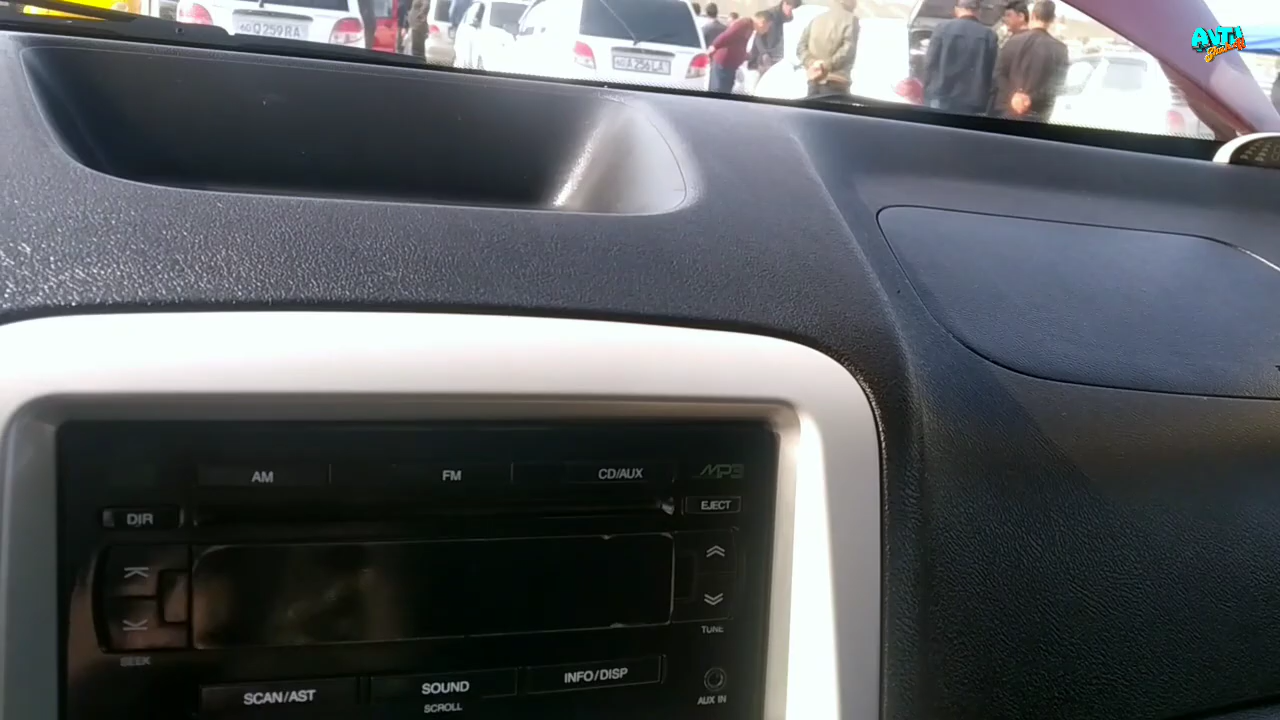 40 Q 259 RA
40 A 256 LA
AVTO
AM
FM
CD/AUX
MP3
DIR
EJECT
SEEK
TUNE
SCAN/AST
SOUND
SCROLL
INFO/DISP
AUX IN